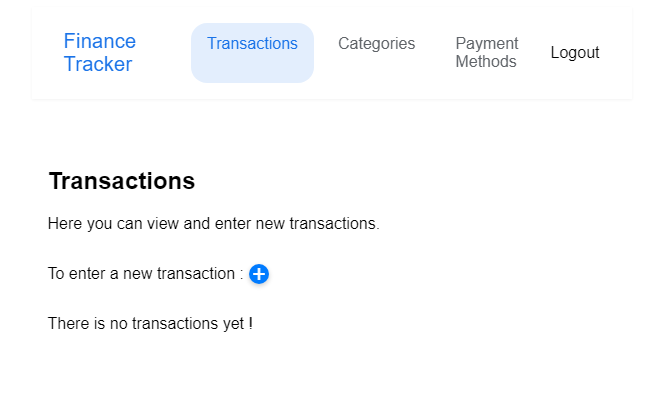 Finance
Tracker
Transactions
Categories
Payment
Methods
Logout
Transactions
Here you can view and enter new transactions.
To enter a new transaction :
There is no transactions yet !